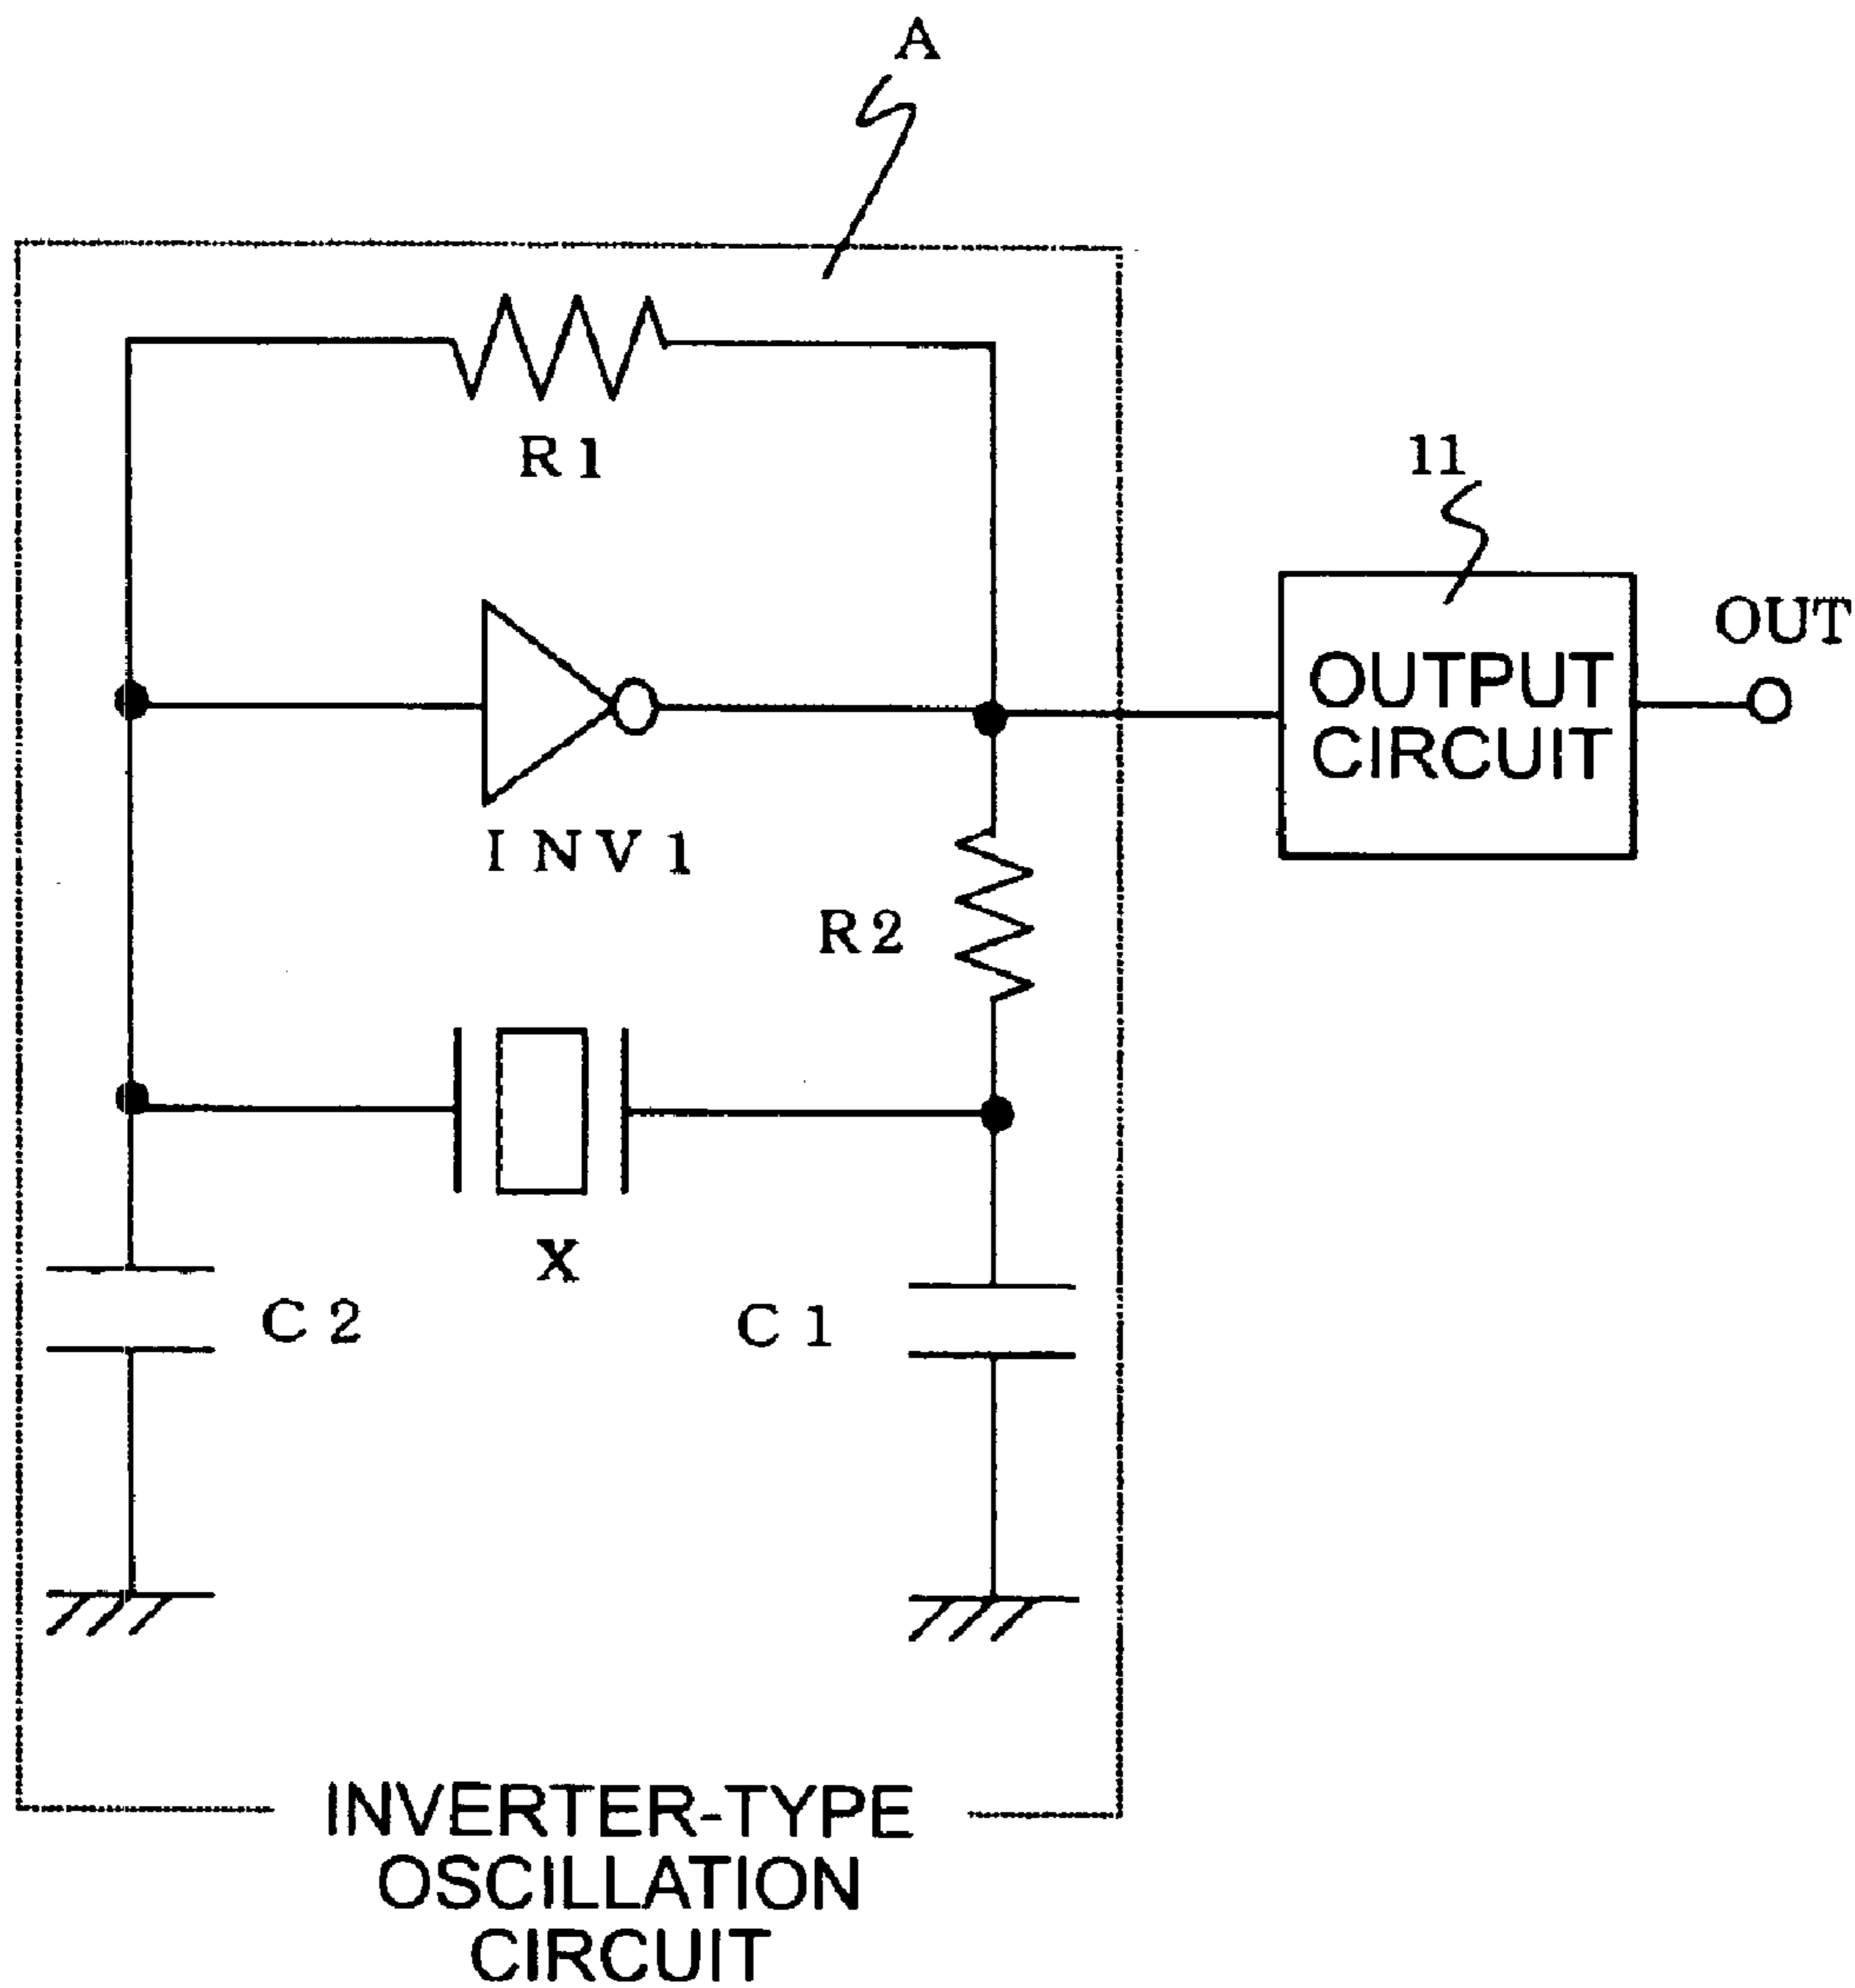 A
R1
11
OUT
OUTPUT
CIRCUIT
INV1
R2
X
C2
C1
INVERTER-TYPE
OSCILLATION
CIRCUIT